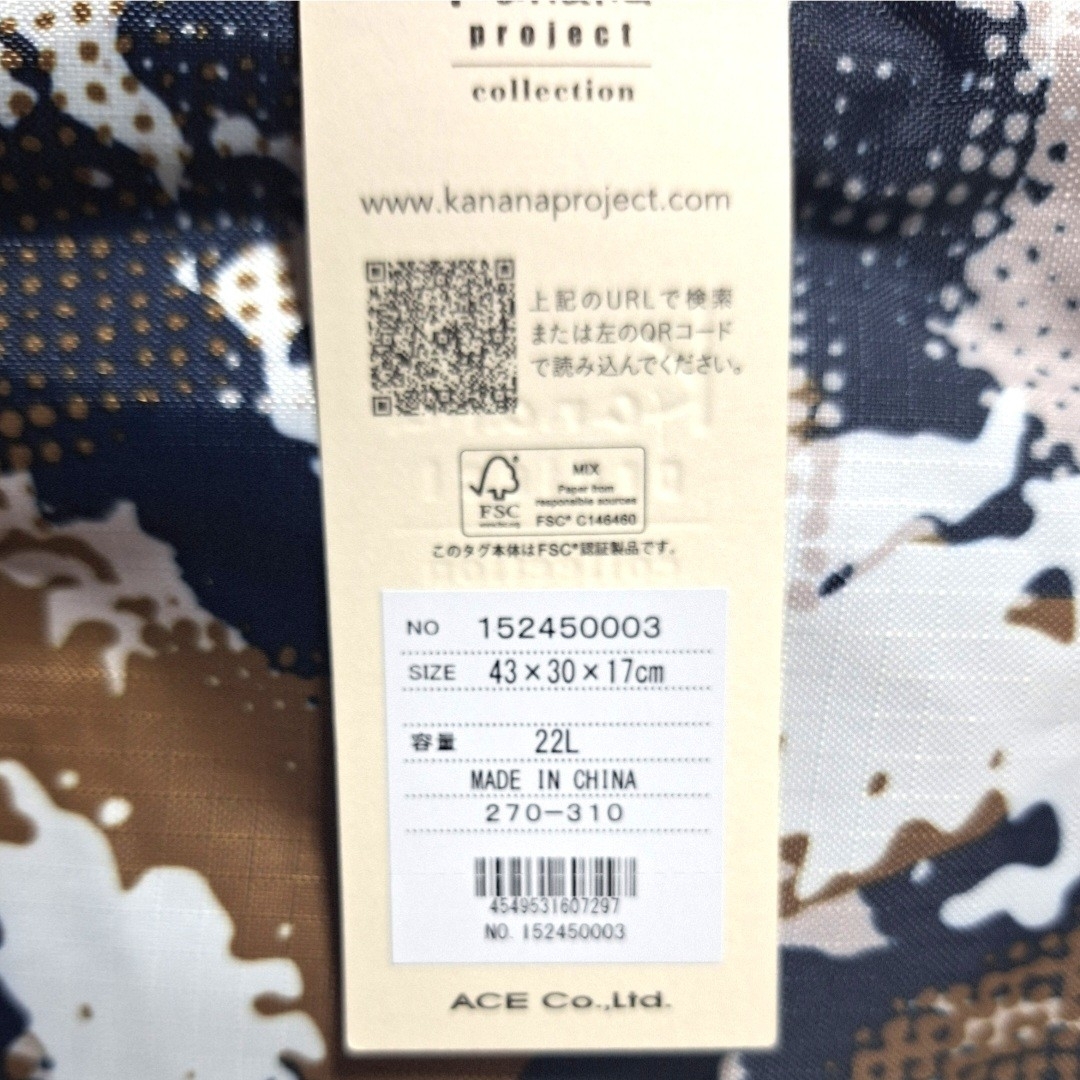 project
collection
www.kananaproject.com
上記のURLで検索
または左のQRコード
で読み込んでください。
FSC
MIX
Paper from
responsible sources
FSC® C146460
このタグ本体はFSC®認証製品です。
NO 152450003
SIZE 43×30×17cm
容量 22L
MADE IN CHINA
270−310
4549531607297
NO. 152450003
ACE Co.,Ltd.